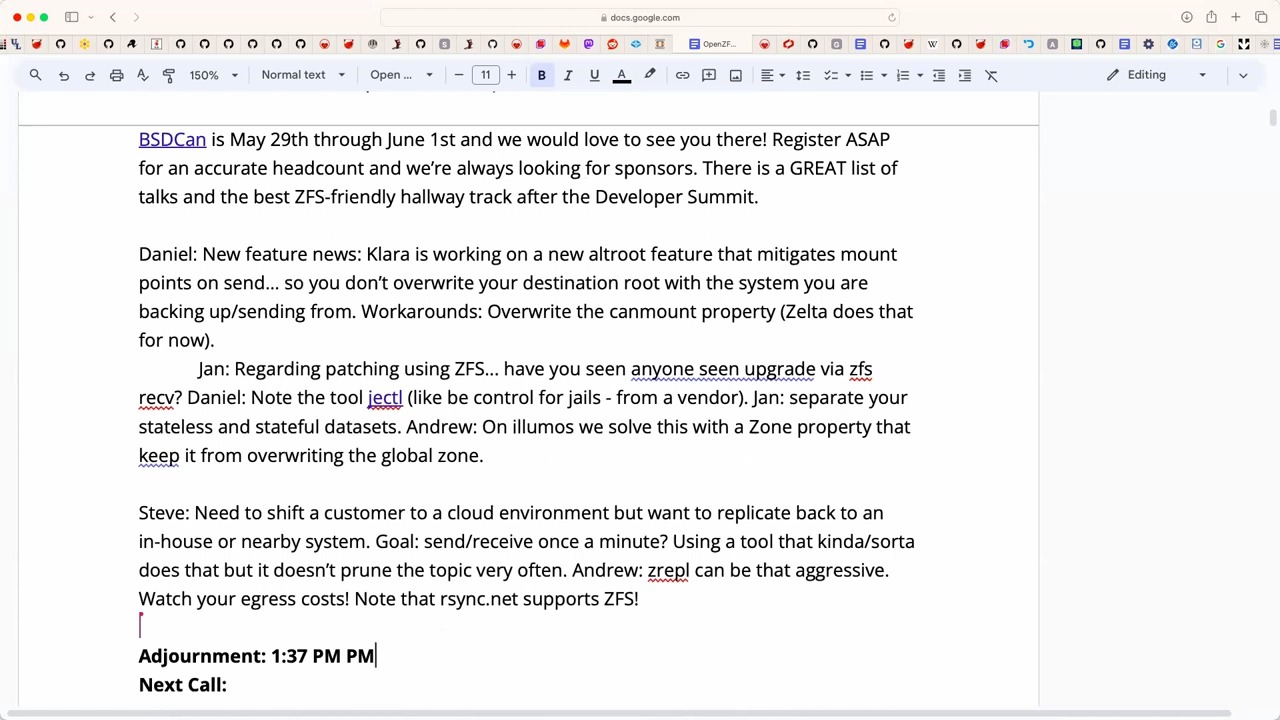 docs.google.com
OpenZF...
150%
Normal text
Open ...
11
Editing
BSDCan is May 29th through June 1st and we would love to see you there! Register ASAP
for an accurate headcount and we're always looking for sponsors. There is a GREAT list of
talks and the best ZFS-friendly hallway track after the Developer Summit.
Daniel: New feature news: Klara is working on a new altroot feature that mitigates mount
points on send... so you don't overwrite your destination root with the system you are
backing up/sending from. Workarounds: Overwrite the canmount property (Zelta does that
for now).
Jan: Regarding patching using ZFS... have you seen anyone seen upgrade via zfs
recv? Daniel: Note the tool jectl (like be control for jails - from a vendor). Jan: separate your
stateless and stateful datasets. Andrew: On illumos we solve this with a Zone property that
keep it from overwriting the global zone.
Steve: Need to shift a customer to a cloud environment but want to replicate back to an
in-house or nearby system. Goal: send/receive once a minute? Using a tool that kinda/sorta
does that but it doesn't prune the topic very often. Andrew: zrepl can be that aggressive.
Watch your egress costs! Note that rsync.net supports ZFS!
Adjournment: 1:37 PM PM
Next Call: